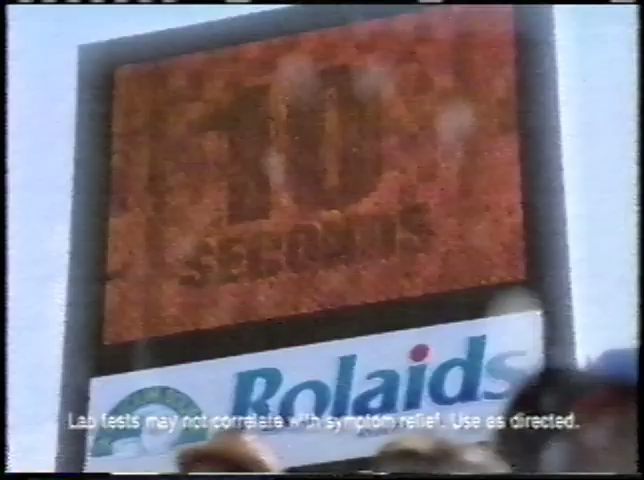 10
SECONDS
Rolaids
Lab tests may not correlate with symptom relief. Use as directed.